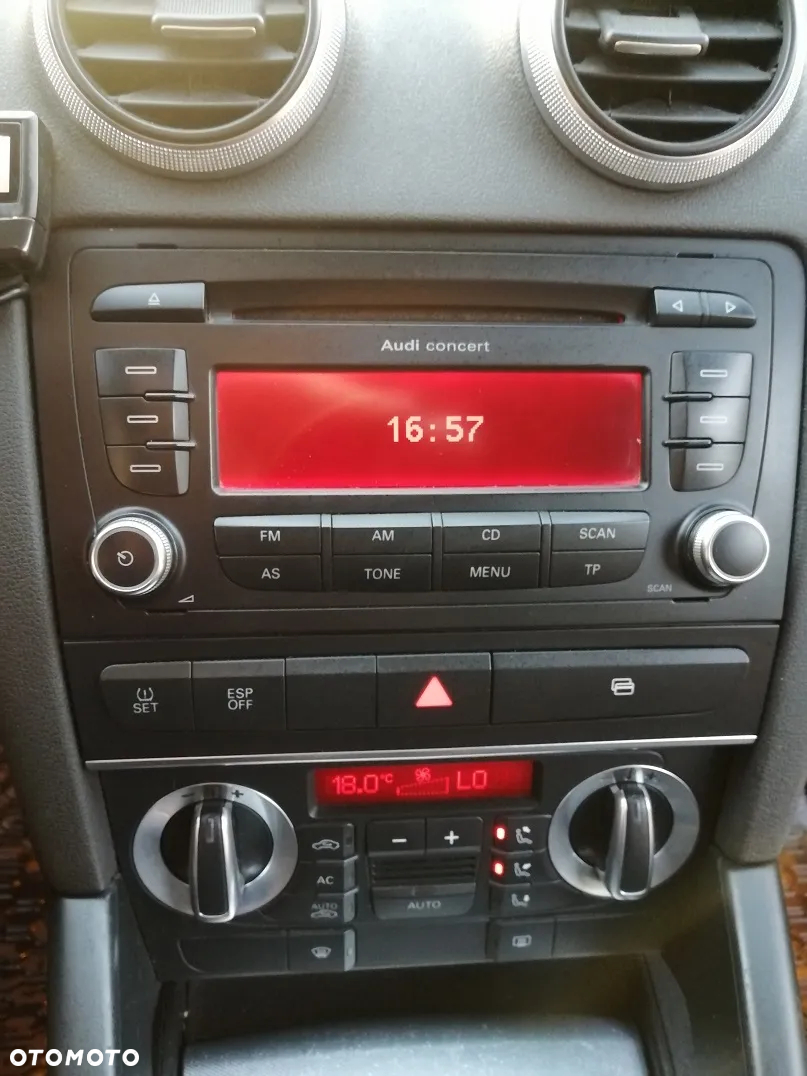 Audi concert
16:57
FM AM CD SCAN
AS TONE MENU TP
SCAN
SET ESP OFF
18.0°C LO
- +
AC
AUTO AUTO
OTOMOTO